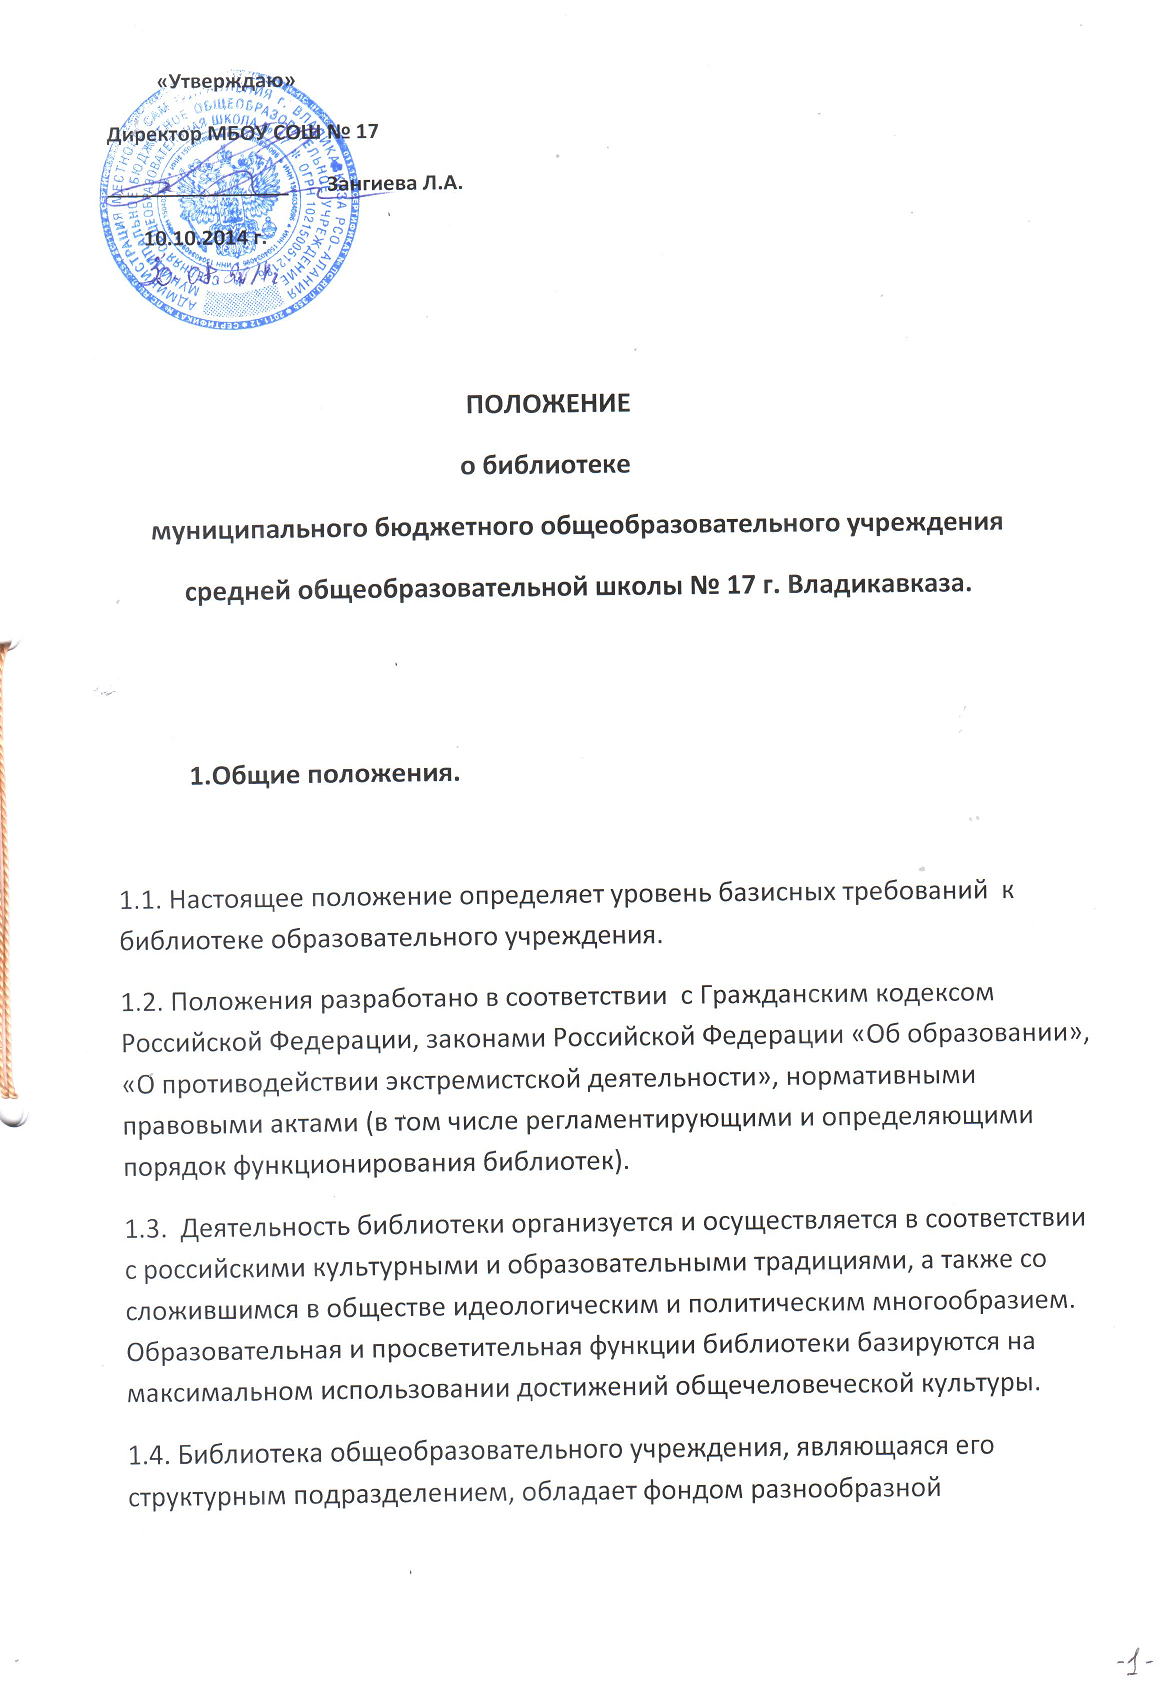 «Утверждаю»
Директор МБОУ СОШ № 17
Зангиева Л.А.
10.10.2014 г.
ПОЛОЖЕНИЕ
о библиотеке
муниципального бюджетного общеобразовательного учреждения
средней общеобразовательной школы № 17 г. Владикавказа.
1.Общие положения.
1.1. Настоящее положение определяет уровень базисных требований к
библиотеке образовательного учреждения.
1.2. Положения разработано в соответствии с Гражданским кодексом
Российской Федерации, законами Российской Федерации «Об образовании»,
«О противодействии экстремистской деятельности», нормативными
правовыми актами (в том числе регламентирующими и определяющими
порядок функционирования библиотек).
1.3. Деятельность библиотеки организуется и осуществляется в соответствии
с российскими культурными и образовательными традициями, а также со
сложившимся в обществе идеологическим и политическим многообразием.
Образовательная и просветительная функции библиотеки базируются на
максимальном использовании достижений общечеловеческой культуры.
1.4. Библиотека общеобразовательного учреждения, являющаяся его
структурным подразделением, обладает фондом разнообразной
-1-